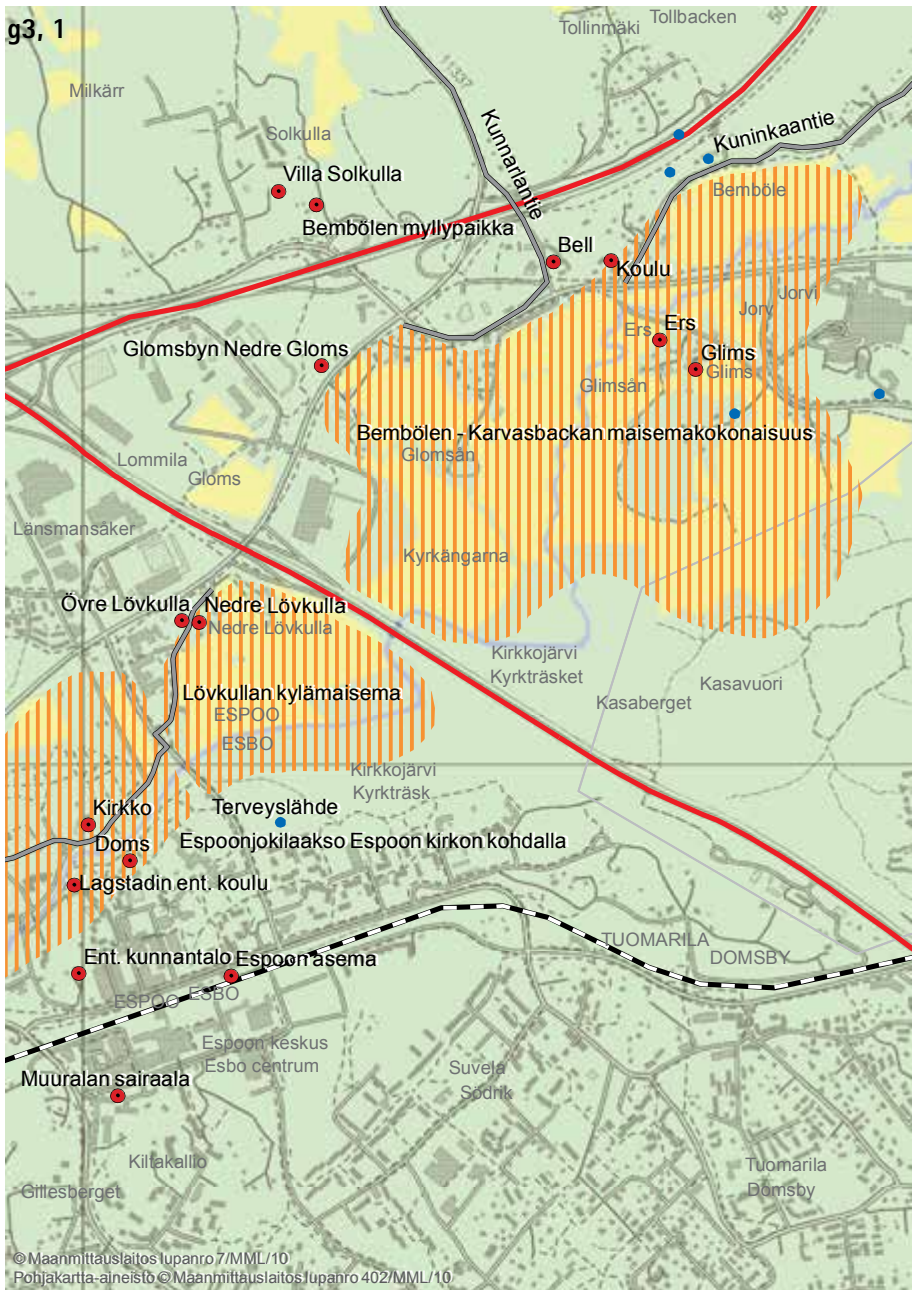 g3, 1
Tollinmäki
Tollbacken
50
11337
Milkärr
Solkulla
Kunnarlantie
Kuninkaantie
Villa Solkulla
Bemböle
Bembölen myllypaikka
Bell
Koulu
Jorvi
Jorv
Ers
Ers
Glomsbyn Nedre Gloms
Glims
Glims
Glimsån
Bembölen - Karvasbackan maisemakokonaisuus
Glomsån
Lommila
Gloms
Länsmansåker
Kyrkängarna
Övre Lövkulla
Nedre Lövkulla
Nedre Lövkulla
Kirkkojärvi
Kyrkträsket
Kasavuori
Kasaberget
Lövkullan kylämaisema
ESPOO
ESBO
Kirkkojärvi
Kyrkträsk
Kirkko
Terveyslähde
Doms
Espoonjokilaakso Espoon kirkon kohdalla
Lagstadin ent. koulu
TUOMARILA
DOMSBY
Ent. kunnantalo
Espoon asema
ESPOO
ESBO
Espoon keskus
Esbo centrum
Suvela
Södrik
Muuralan sairaala
Kiltakallio
Gillesberget
Tuomarila
Domsby
© Maanmittauslaitos lupanro 7/MML/10
Pohjakartta-aineisto © Maanmittauslaitos lupanro 402/MML/10